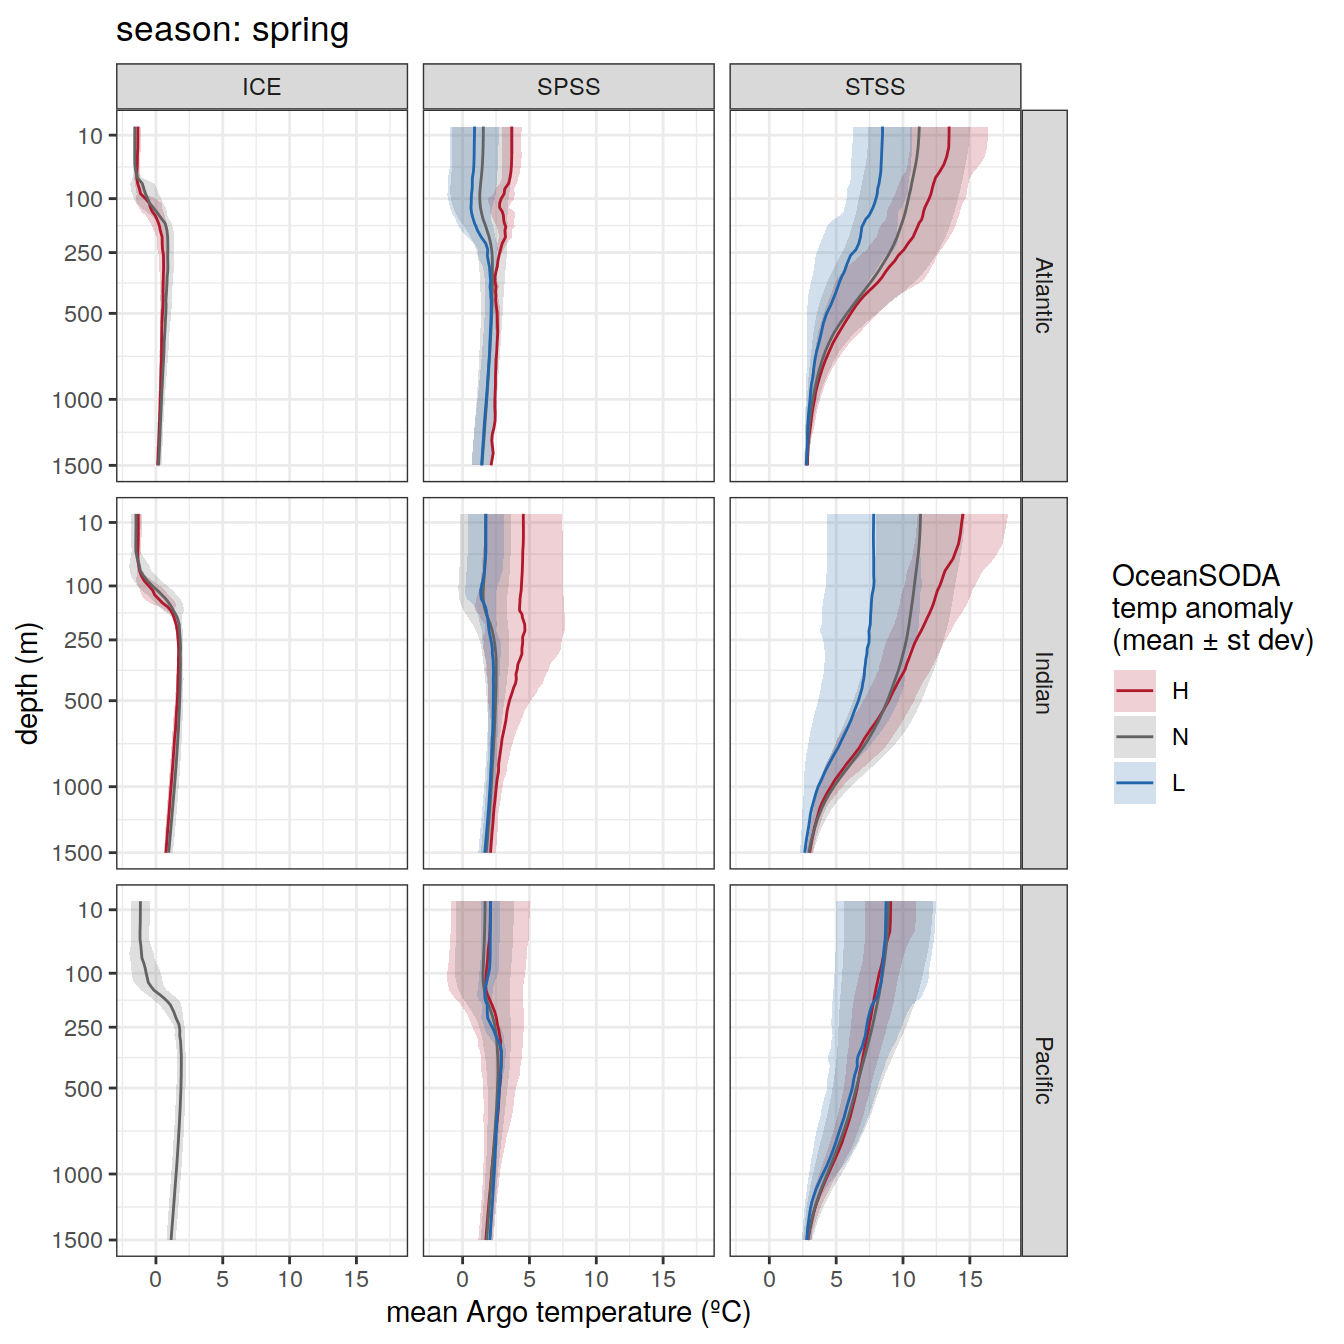 season: spring
ICE
SPSS
STSS
10
100
250
500
1000
1500
Atlantic
10
100
250
500
1000
1500
Indian
10
100
250
500
1000
1500
Pacific
0 5 10 15
0 5 10 15
0 5 10 15
depth (m)
mean Argo temperature (ºC)
OceanSODA
temp anomaly
(mean ± st dev)
H
N
L